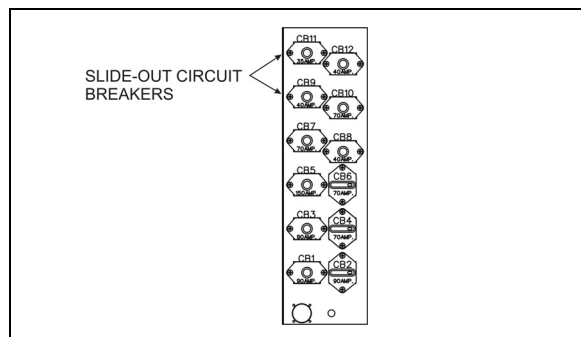 CB11
35AMP.
CB12
40AMP.
SLIDE-OUT CIRCUIT
BREAKERS
CB9
40AMP.
CB10
70AMP.
CB7
70AMP.
CB8
40AMP.
CB5
150AMP.
CB6
70AMP.
CB3
90AMP.
CB4
70AMP.
CB1
90AMP.
CB2
90AMP.